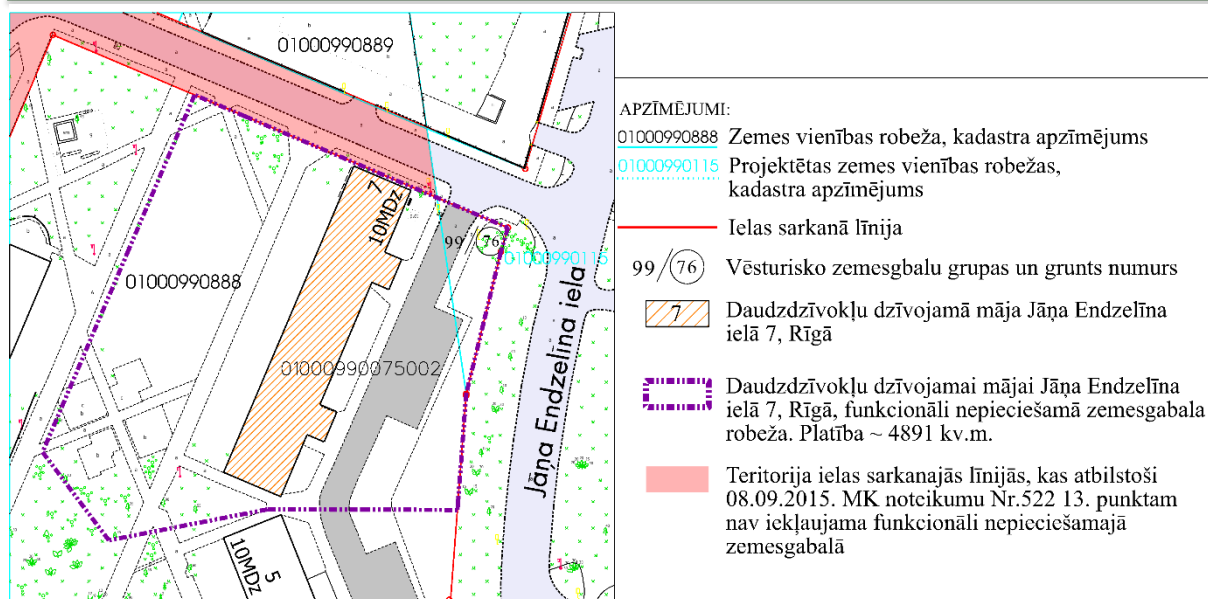 01000990889
7
10MDz
99 / 76
01000990115
01000990888
01000990075002
Jāņa Endzelīna iela
5
10MDz
APZĪMĒJUMI:
01000990888 Zemes vienības robeža, kadastra apzīmējums
01000990115 Projektētas zemes vienības robežas,
kadastra apzīmējums
Ielas sarkanā līnija
99/76 Vēsturisko zemesgbalu grupas un grunts numurs
7 Daudzdzīvokļu dzīvojamā māja Jāņa Endzelīna
ielā 7, Rīgā
Daudzdzīvokļu dzīvojamai mājai Jāņa Endzelīna
ielā 7, Rīgā, funkcionāli nepieciešamā zemesgabala
robeža. Platība ~ 4891 kv.m.
Teritorija ielas sarkanajās līnijās, kas atbilstoši
08.09.2015. MK noteikumu Nr.522 13. punktam
nav iekļaujama funkcionāli nepieciešamajā
zemesgabalā